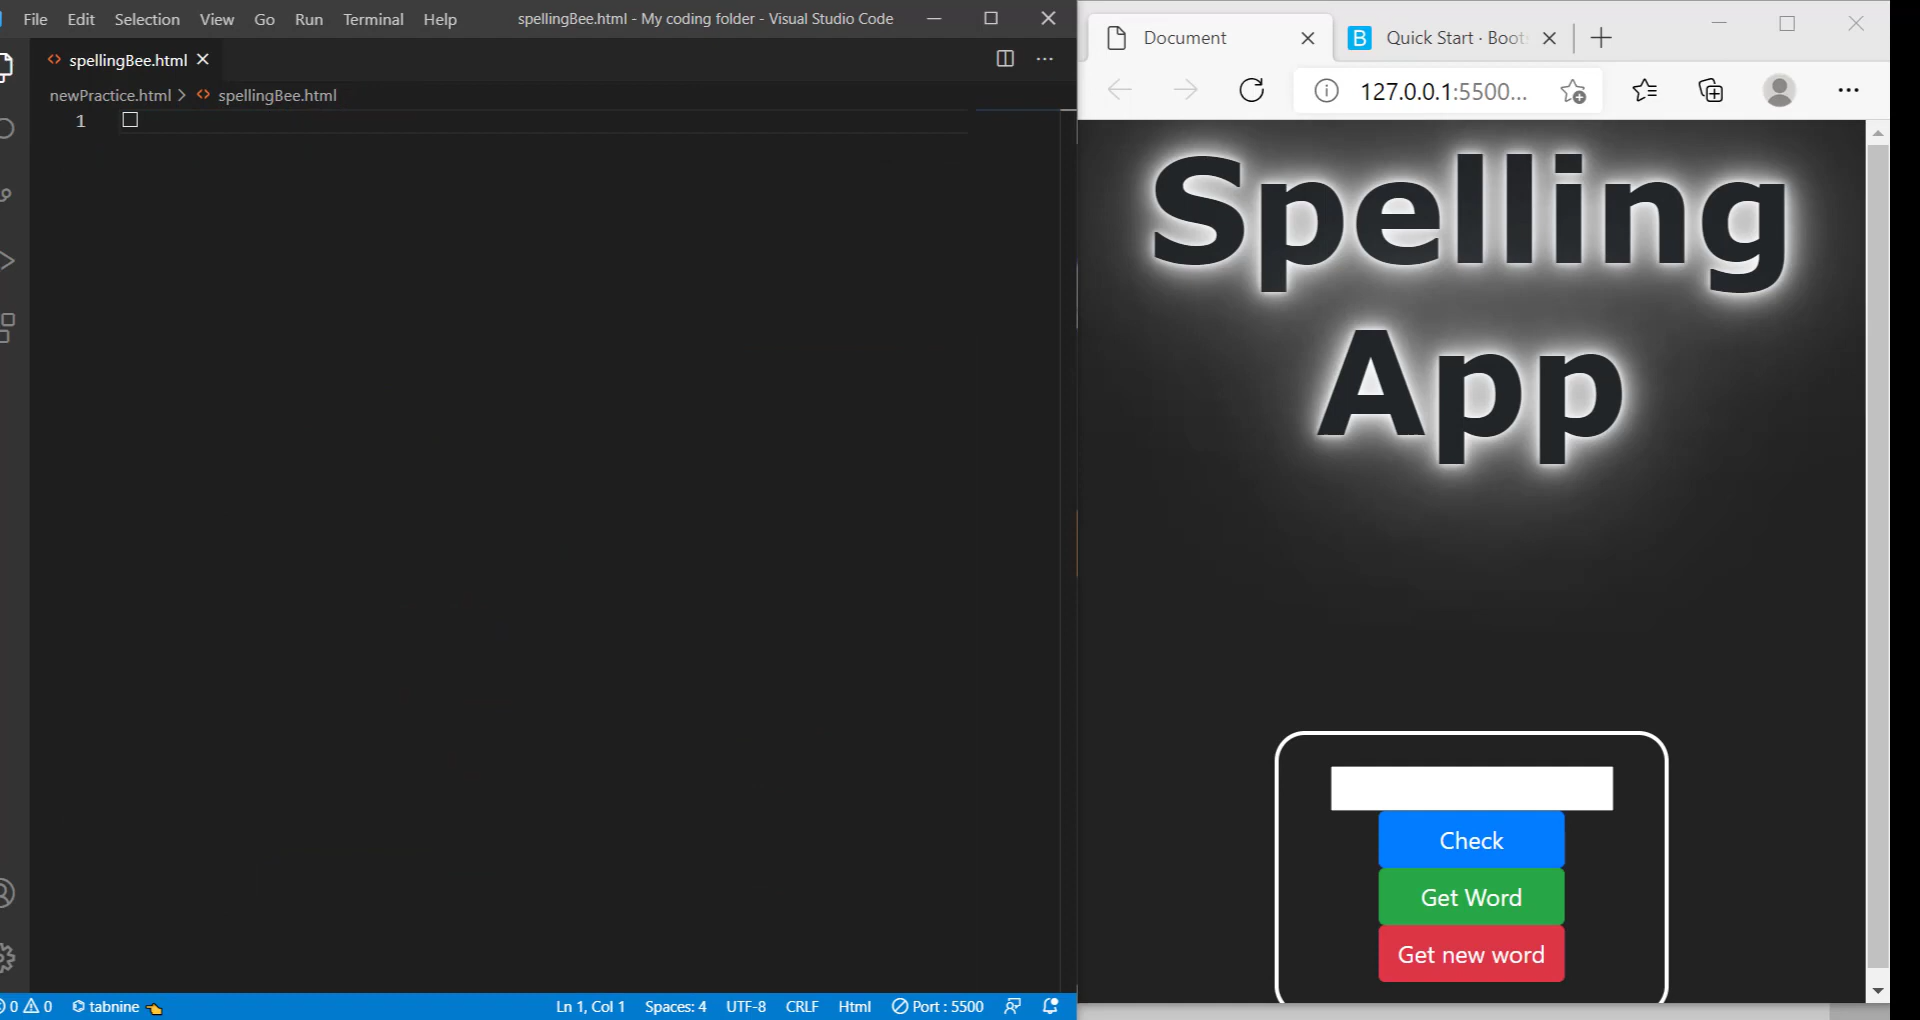 File Edit Selection View Go Run Terminal Help spellingBee.html - My coding folder - Visual Studio Code
spellingBee.html
newPractice.html > spellingBee.html
1
0 0 tabnine Ln 1, Col 1 Spaces: 4 UTF-8 CRLF Html Port : 5500
Document B Quick Start · Boot
127.0.0.1:5500...
Spelling
App
Check
Get Word
Get new word